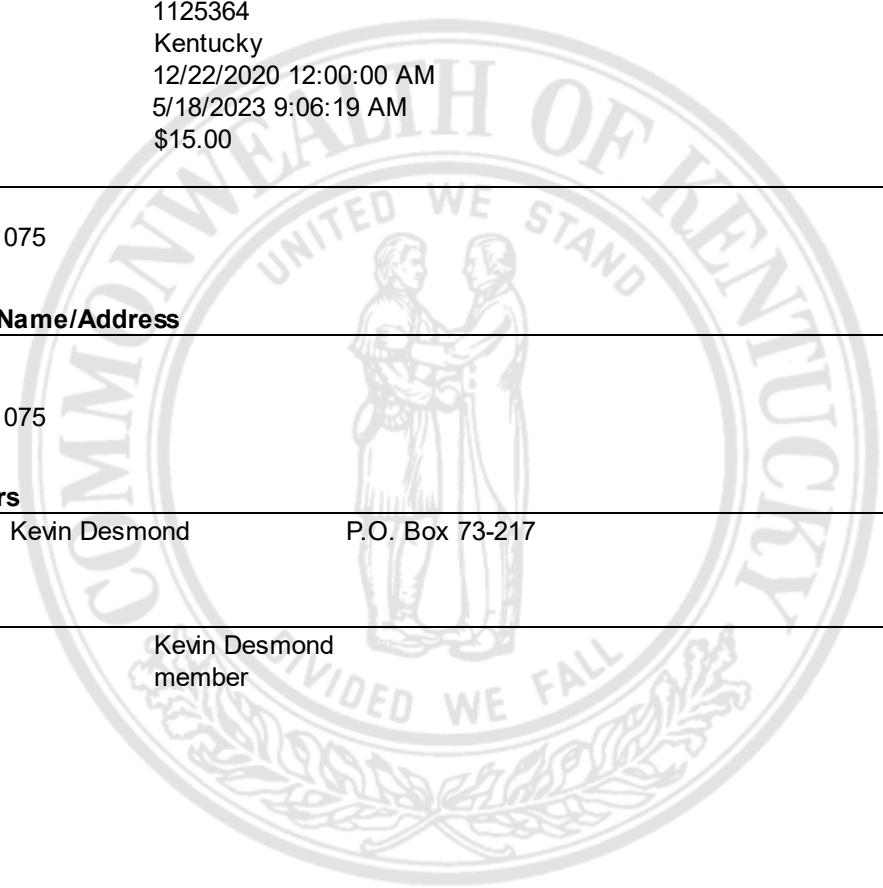 1125364
Kentucky
12/22/2020 12:00:00 AM
5/18/2023 9:06:19 AM
$15.00
075
Name/Address
075
rs
Kevin Desmond P.O. Box 73-217
Kevin Desmond
member
COMMONWEALTH OF KENTUCKY
UNITED WE STAND
DIVIDED WE FALL